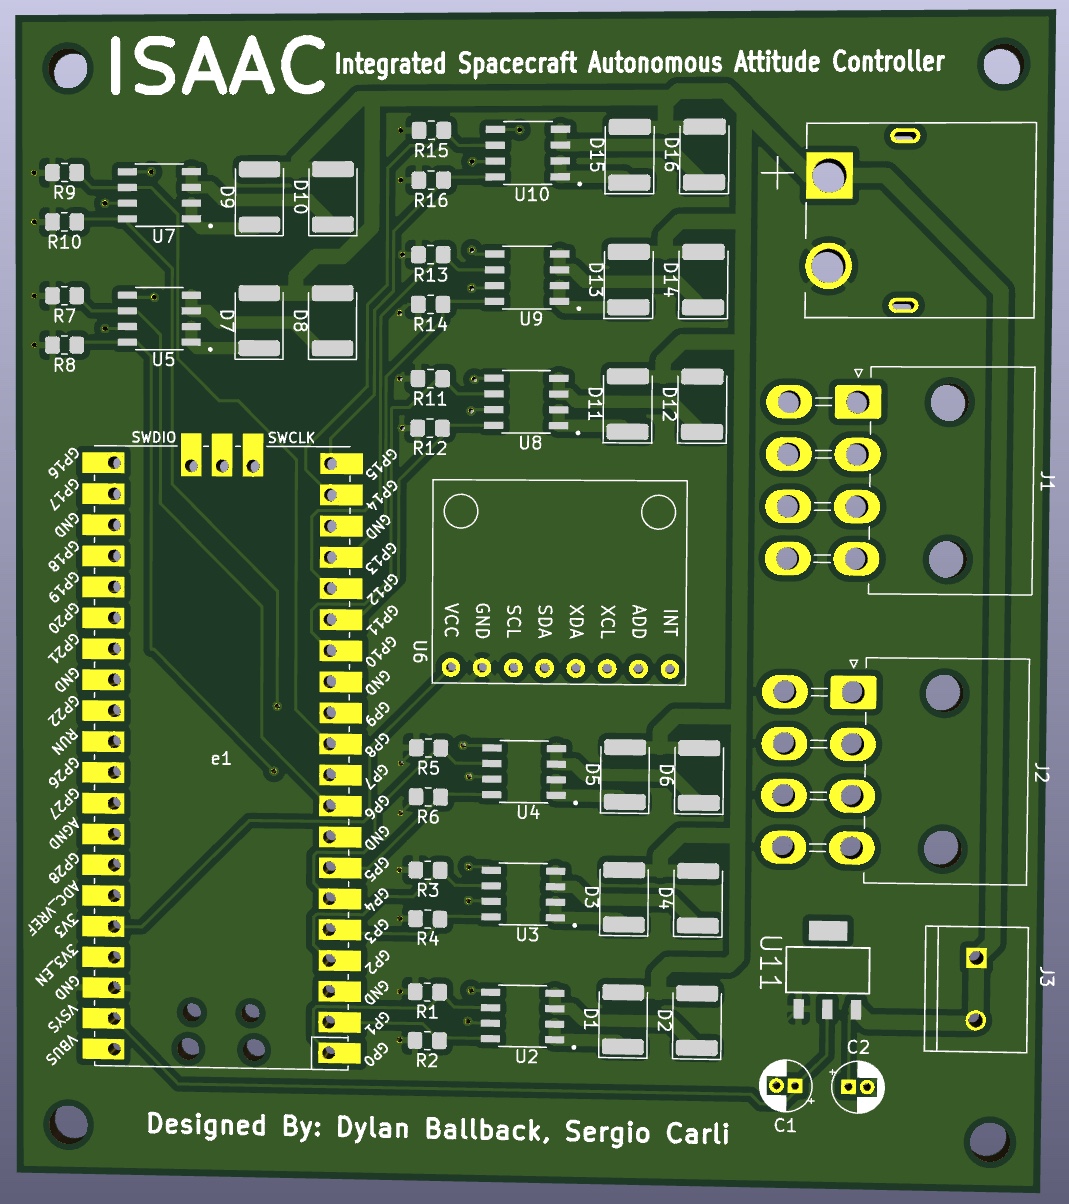 ISAAC Integrated Spacecraft Autonomous Attitude Controller
R15
D15
D16
U10
R16
R9
D9
D10
R10
U7
+
R13
D13
D14
U9
R14
R7
D7
D8
R8
U5
R11
D11
D12
U8
R12
SWDIO
SWCLK
GP16
GP17
GND
GP18
GP19
GP20
GP21
GND
GP22
RUN
GP26
GP27
AGND
GP28
ADC_VREF
3V3
3V3_EN
GND
VSYS
VBUS
GP15
GP14
GND
GP13
GP12
GP11
GP10
GND
GP9
GP8
GP7
GP6
GND
GP5
GP4
GP3
GP2
GND
GP1
GP0
e1
VCC
GND
SCL
SDA
XDA
XCL
ADD
INT
U6
J1
R5
D5
D6
U4
R6
J2
R3
D3
D4
U3
R4
R1
D1
D2
U2
R2
U11
J3
C2
+
C1
+
Designed By: Dylan Ballback, Sergio Carli